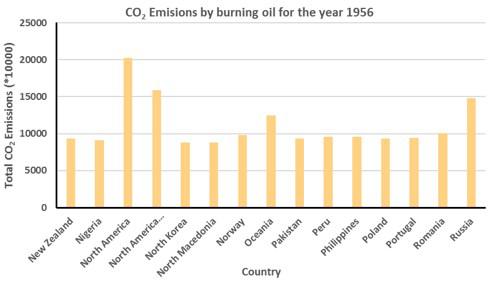 CO2 Emisions by burning oil for the year 1956
Total CO2 Emissions (*10000)
25000
20000
15000
10000
5000
0
New Zealand
Nigeria
North America
North America...
North Korea
North Macedonia
Norway
Oceania
Pakistan
Peru
Philippines
Poland
Portugal
Romania
Russia
Country